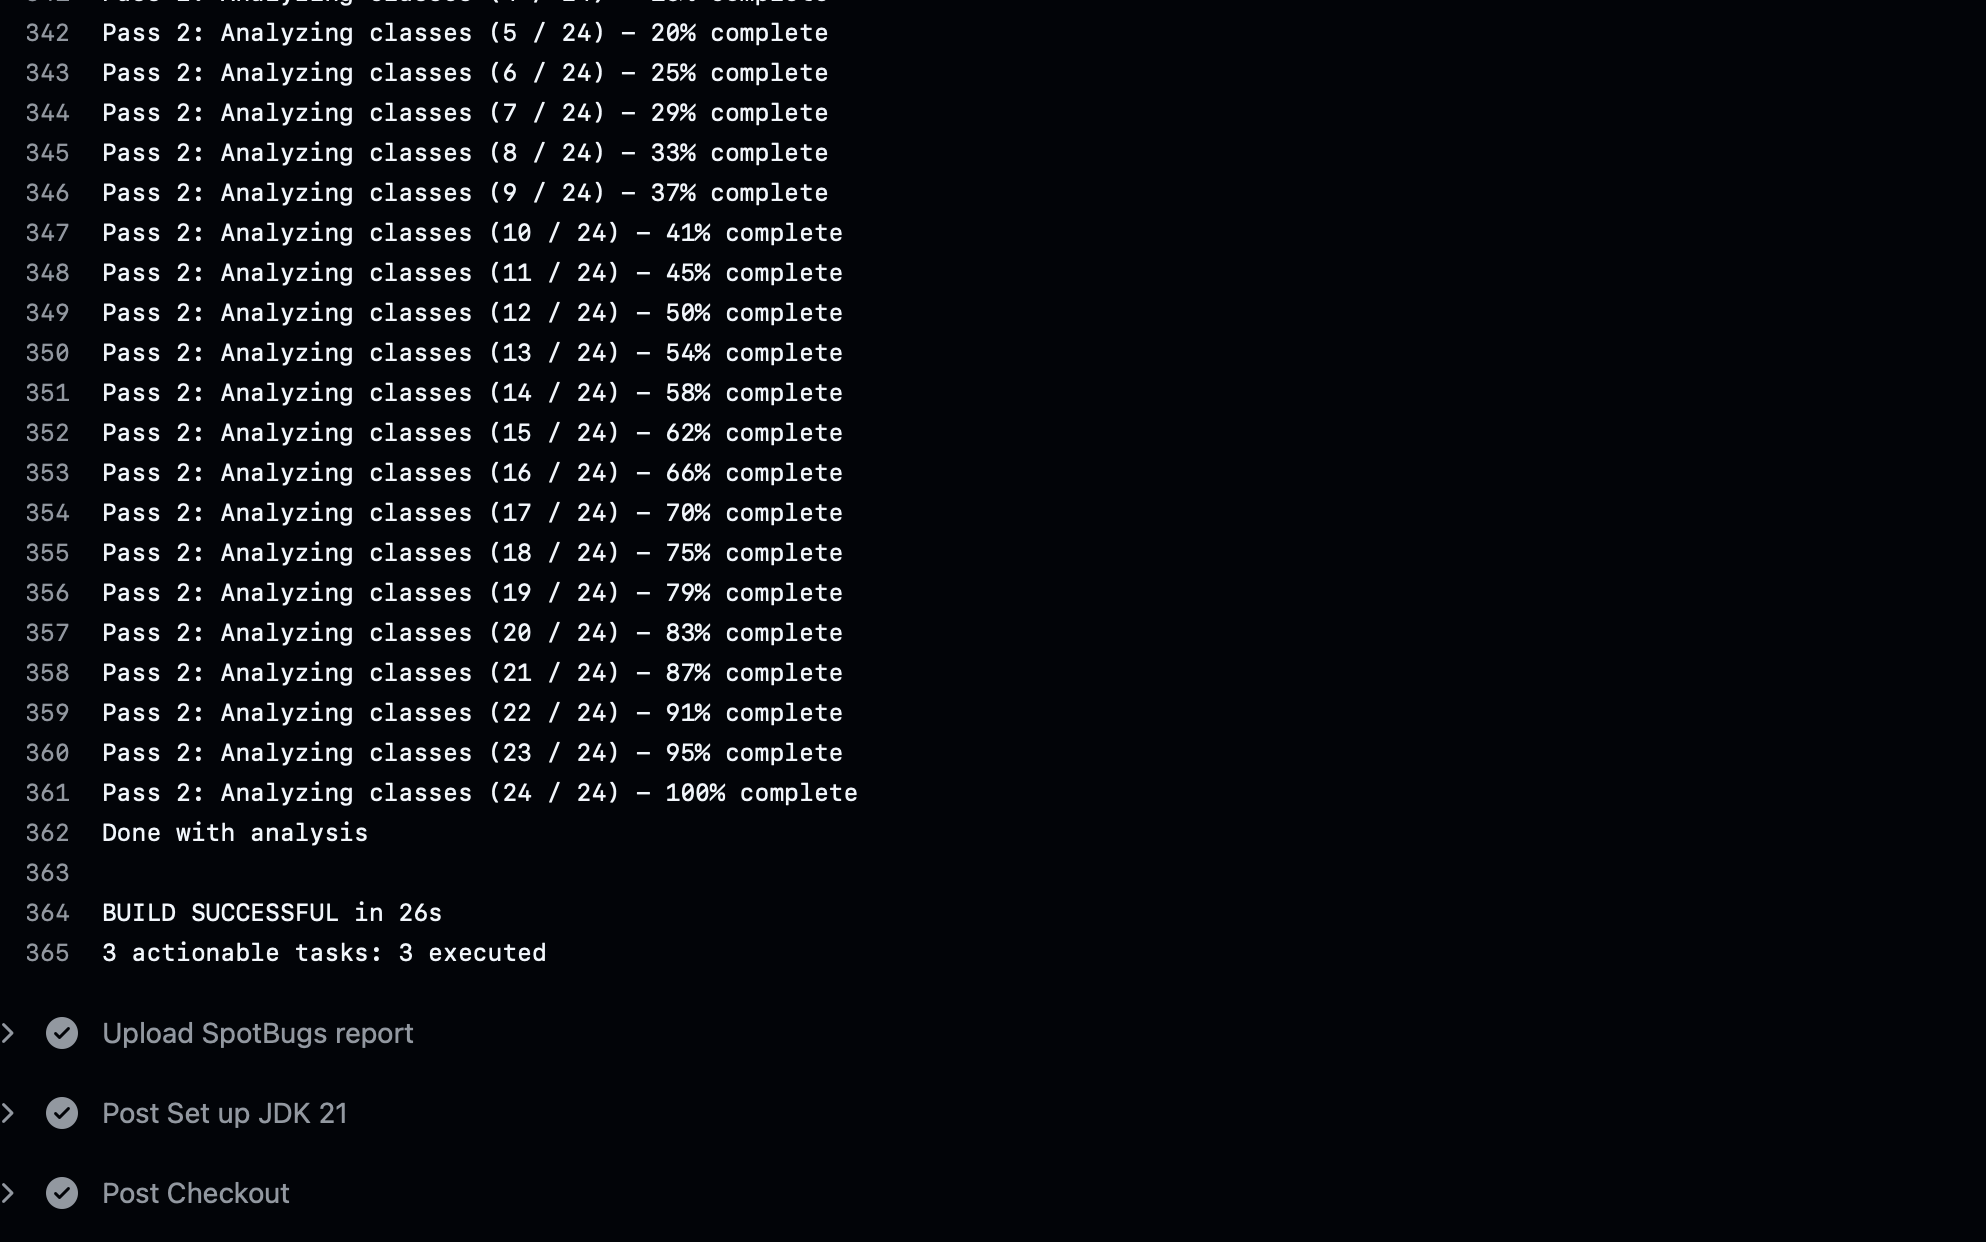 342 Pass 2: Analyzing classes (5 / 24) – 20% complete
343 Pass 2: Analyzing classes (6 / 24) – 25% complete
344 Pass 2: Analyzing classes (7 / 24) – 29% complete
345 Pass 2: Analyzing classes (8 / 24) – 33% complete
346 Pass 2: Analyzing classes (9 / 24) – 37% complete
347 Pass 2: Analyzing classes (10 / 24) – 41% complete
348 Pass 2: Analyzing classes (11 / 24) – 45% complete
349 Pass 2: Analyzing classes (12 / 24) – 50% complete
350 Pass 2: Analyzing classes (13 / 24) – 54% complete
351 Pass 2: Analyzing classes (14 / 24) – 58% complete
352 Pass 2: Analyzing classes (15 / 24) – 62% complete
353 Pass 2: Analyzing classes (16 / 24) – 66% complete
354 Pass 2: Analyzing classes (17 / 24) – 70% complete
355 Pass 2: Analyzing classes (18 / 24) – 75% complete
356 Pass 2: Analyzing classes (19 / 24) – 79% complete
357 Pass 2: Analyzing classes (20 / 24) – 83% complete
358 Pass 2: Analyzing classes (21 / 24) – 87% complete
359 Pass 2: Analyzing classes (22 / 24) – 91% complete
360 Pass 2: Analyzing classes (23 / 24) – 95% complete
361 Pass 2: Analyzing classes (24 / 24) – 100% complete
362 Done with analysis
363
364 BUILD SUCCESSFUL in 26s
365 3 actionable tasks: 3 executed
Upload SpotBugs report
Post Set up JDK 21
Post Checkout